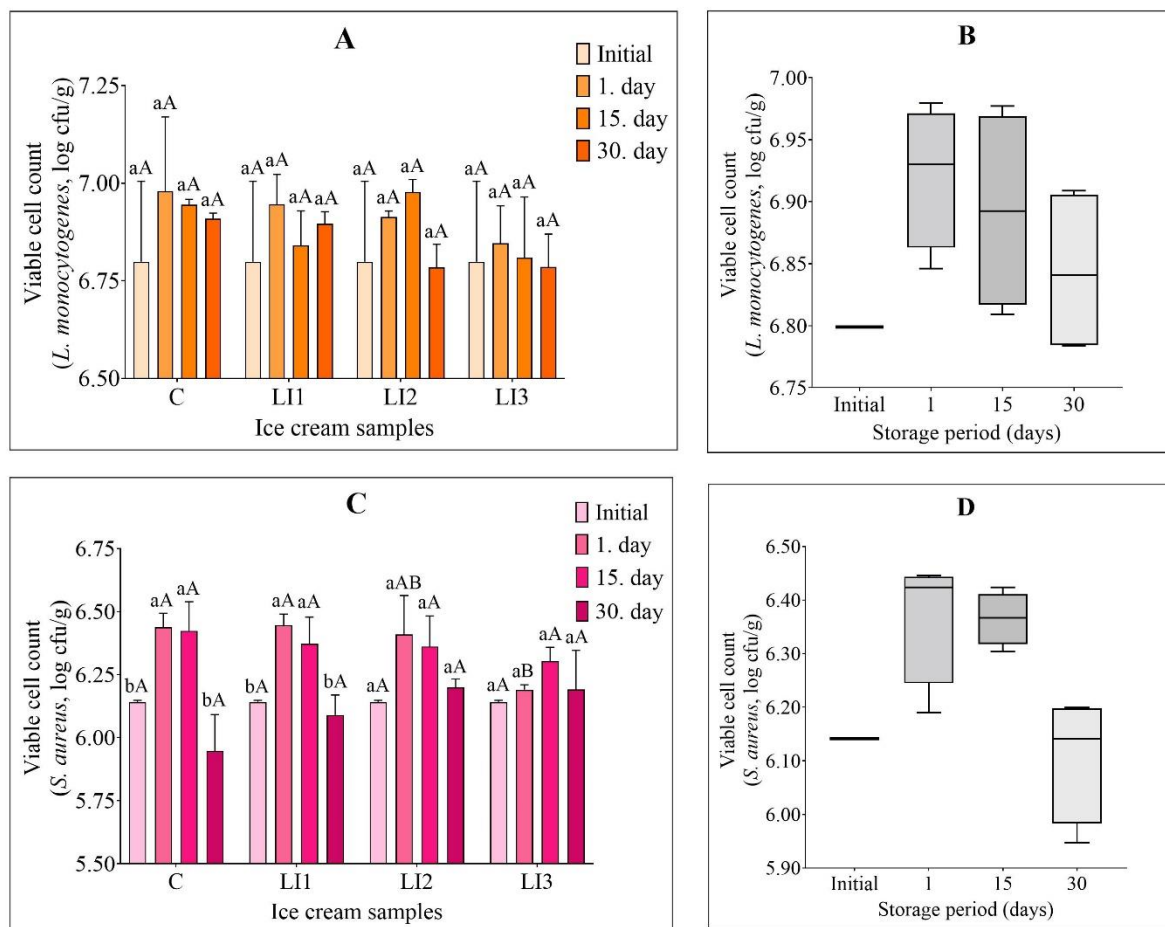 A
Initial
1. day
15. day
30. day
Viable cell count
(L. monocytogenes, log cfu/g)
7.25
7.00
6.75
6.50
aA aA aA aA
aA aA aA aA
aA aA aA aA
aA aA aA aA
C LI1 LI2 LI3
Ice cream samples
B
Viable cell count
(L. monocytogenes, log cfu/g)
7.00
6.95
6.90
6.85
6.80
6.75
Initial 1 15 30
Storage period (days)
C
Initial
1. day
15. day
30. day
Viable cell count
(S. aureus, log cfu/g)
6.75
6.50
6.25
6.00
5.75
5.50
bA aA aA bA
bA aA aA bA
aA aAB aA aA
aA aB aA aA
C LI1 LI2 LI3
Ice cream samples
D
Viable cell count
(S. aureus, log cfu/g)
6.50
6.40
6.30
6.20
6.10
6.00
5.90
Initial 1 15 30
Storage period (days)